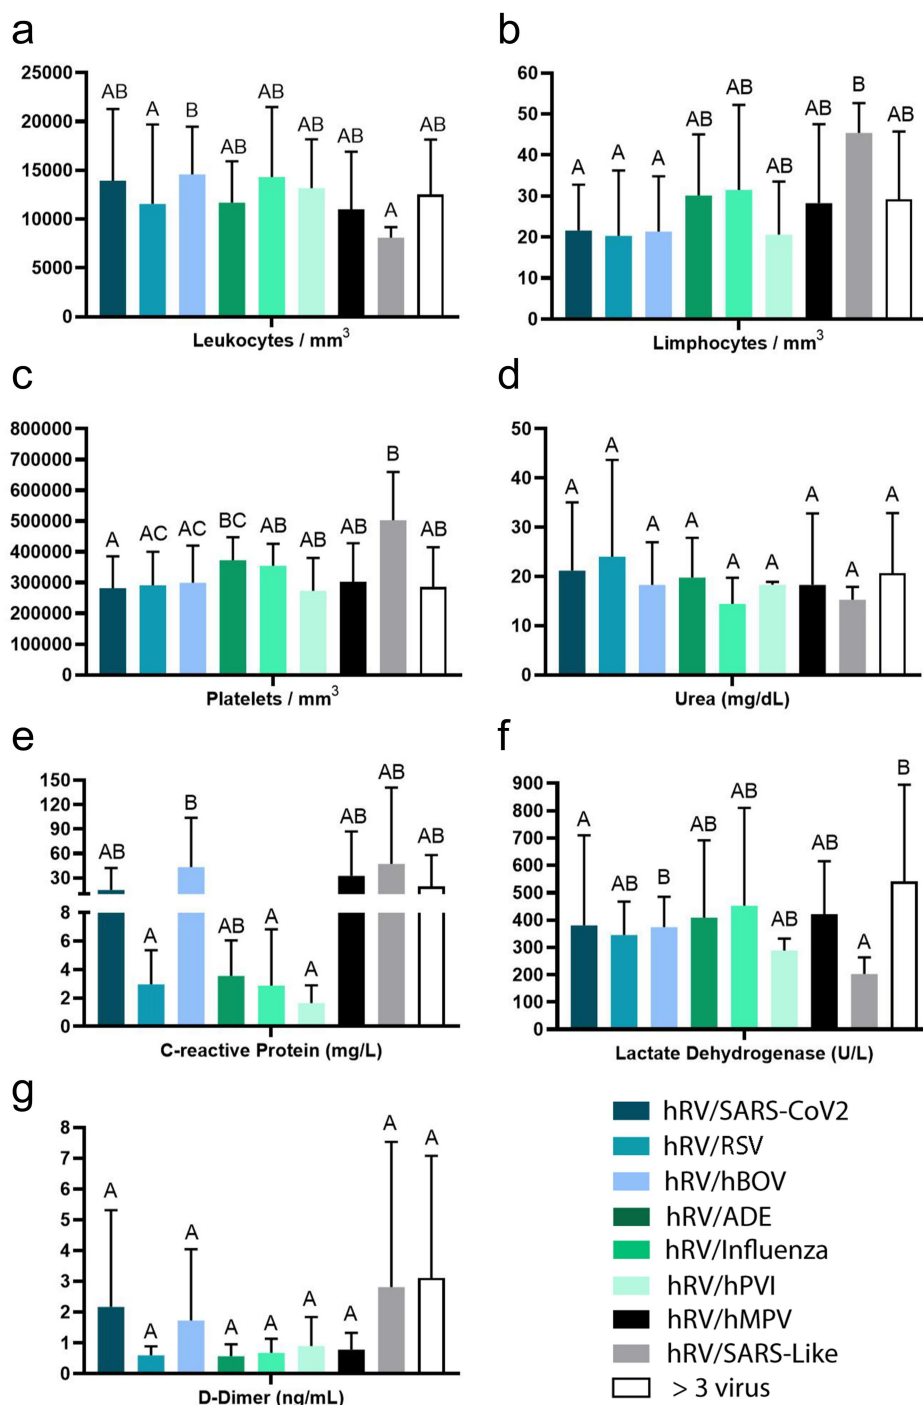 a
25000
20000
15000
10000
5000
0
AB A B AB AB AB AB A AB
Leukocytes / mm3
b
60
50
40
30
20
10
0
A A A AB AB AB AB B AB
Limphocytes / mm3
c
800000
700000
600000
500000
400000
300000
200000
100000
0
A AC AC BC AB AB AB B AB
Platelets / mm3
d
50
40
30
20
10
0
A A A A A A A A A
Urea (mg/dL)
e
150
120
90
60
30
8
6
4
2
0
AB A B AB A A AB AB AB
C-reactive Protein (mg/L)
f
900
800
700
600
500
400
300
200
100
0
A AB B AB AB AB AB A B
Lactate Dehydrogenase (U/L)
g
8
7
6
5
4
3
2
1
0
A A A A A A A A A
D-Dimer (ng/mL)
hRV/SARS-CoV2
hRV/RSV
hRV/hBOV
hRV/ADE
hRV/Influenza
hRV/hPVI
hRV/hMPV
hRV/SARS-Like
> 3 virus